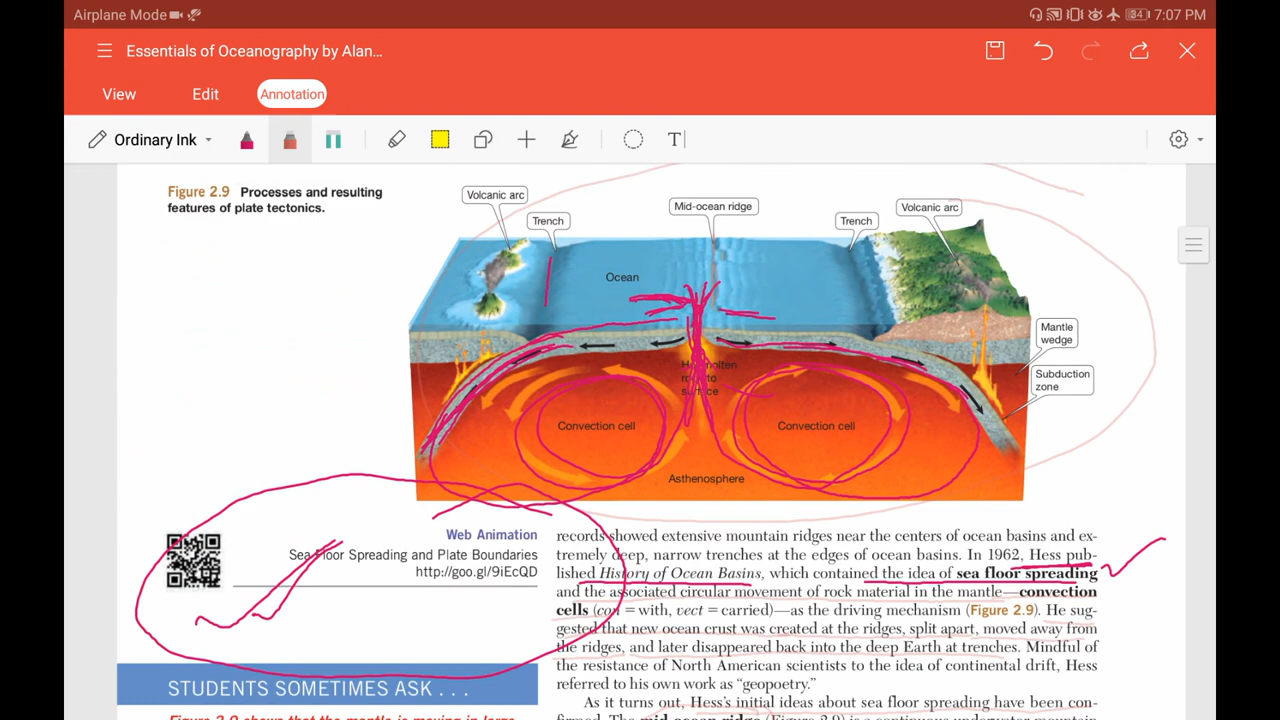 Airplane Mode
84 7:07 PM
Essentials of Oceanography by Alan...
View Edit Annotation
Ordinary Ink T
Figure 2.9 Processes and resulting
features of plate tectonics.
Volcanic arc
Trench
Mid-ocean ridge
Trench
Volcanic arc
Ocean
Mantle
wedge
Subduction
zone
Convection cell
Convection cell
Asthenosphere
Web Animation
Sea Floor Spreading and Plate Boundaries
http://goo.gl/9iEcQD
STUDENTS SOMETIMES ASK . . .
records showed extensive mountain ridges near the centers of ocean basins and ex-
tremely deep, narrow trenches at the edges of ocean basins. In 1962, Hess pub-
lished History of Ocean Basins, which contained the idea of sea floor spreading
and the associated circular movement of rock material in the mantle—convection
cells (con = with, vect = carried)—as the driving mechanism (Figure 2.9). He sug-
gested that new ocean crust was created at the ridges, split apart, moved away from
the ridges, and later disappeared back into the deep Earth at trenches. Mindful of
the resistance of North American scientists to the idea of continental drift, Hess
referred to his own work as “geopoetry.”
As it turns out, Hess's initial ideas about sea floor spreading have been con-